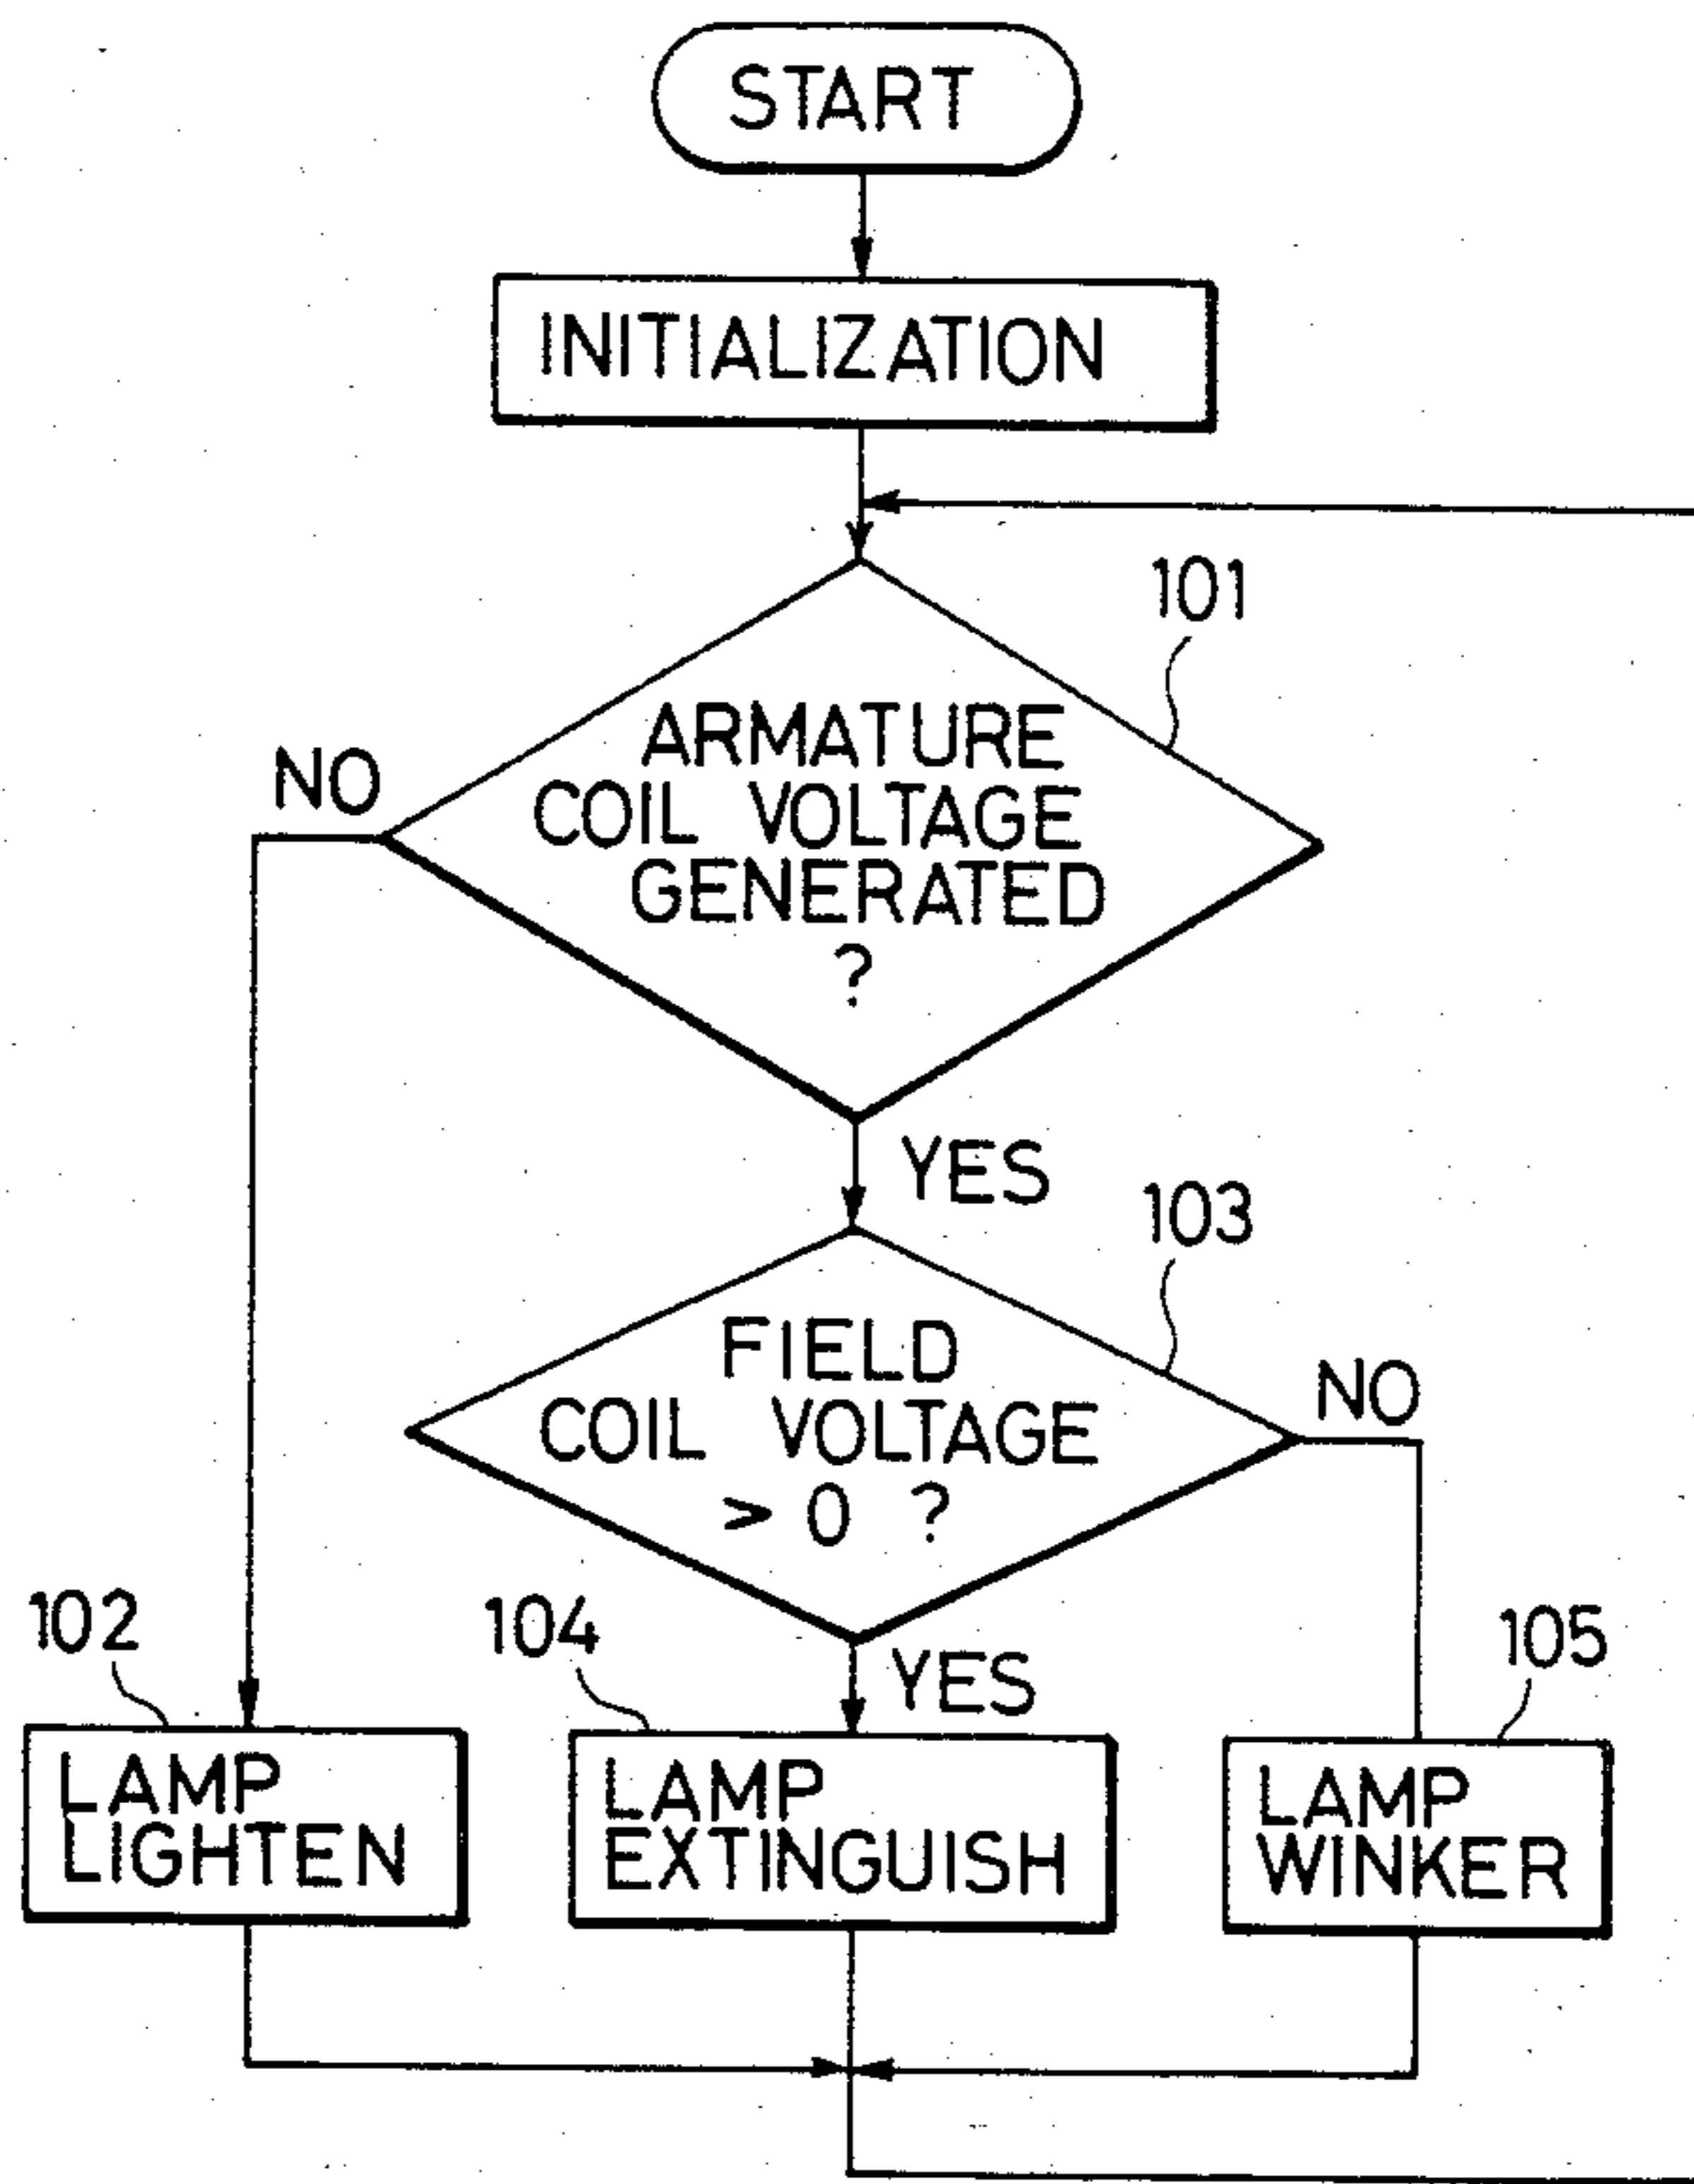 START
INITIALIZATION
101
ARMATURE
COIL VOLTAGE
GENERATED
?
NO
YES
103
FIELD
COIL VOLTAGE
> 0 ?
NO
YES
102
LAMP
LIGHTEN
104
LAMP
EXTINGUISH
105
LAMP
WINKER